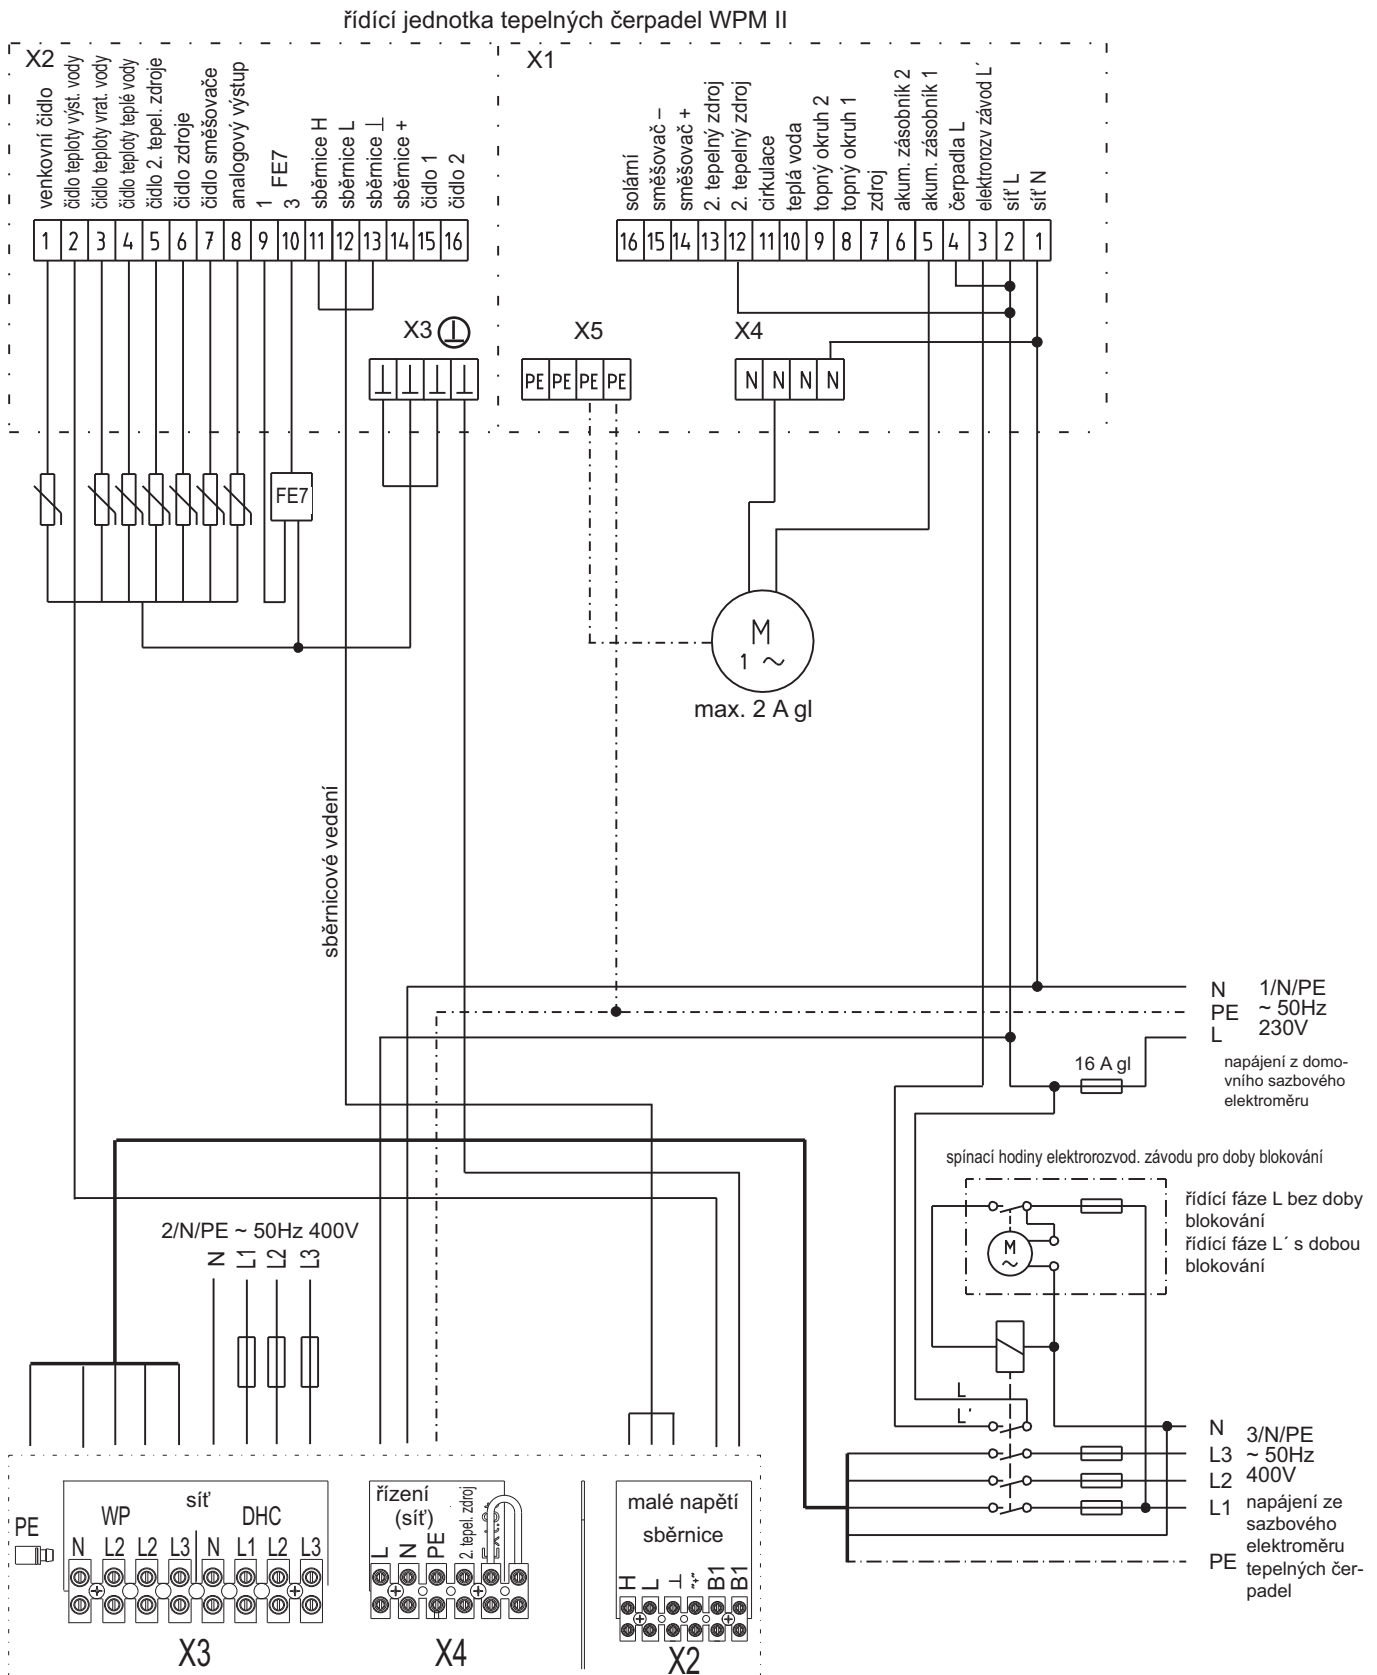 řídící jednotka tepelných čerpadel WPM II
X2
venkovní čidlo
čidlo teploty výst. vody
čidlo teploty vrat. vody
čidlo teploty teplé vody
čidlo 2. tepel. zdroje
čidlo zdroje
čidlo směšovače
analogový výstup
1
3 FE7
sběrnice H
sběrnice L
sběrnice ⊥
sběrnice +
čidlo 1
čidlo 2
1 2 3 4 5 6 7 8 9 10 11 12 13 14 15 16
X1
solární
směšovač –
směšovač +
2. tepelný zdroj
2. tepelný zdroj
cirkulace
teplá voda
topný okruh 2
topný okruh 1
zdroj
akum. zásobník 2
akum. zásobník 1
čerpadla L
elektrorozv závod L´
síť L
síť N
16 15 14 13 12 11 10 9 8 7 6 5 4 3 2 1
X3 ⊥
⊥ ⊥ ⊥ ⊥
X5
PE PE PE PE
X4
N N N N
FE7
M
1 ~
max. 2 A gl
sběrnicové vedení
N
PE
L
1/N/PE
~ 50Hz
230V
16 A gl
napájení z domo-
vního sazbového
elektroměru
spínací hodiny elektrorozvod. závodu pro doby blokování
M
~
řídící fáze L bez doby
blokování
řídící fáze L´ s dobou
blokování
2/N/PE ~ 50Hz 400V
N L1 L2 L3
L
L'
N
L3
L2
L1
PE
3/N/PE
~ 50Hz
400V
napájení ze
sazbového
elektroměru
tepelných čer-
padel
PE
síť
WP DHC
N L2 L2 L3 N L1 L2 L3
X3
řízení
(síť)
L N PE 2. tepel. zdroj
X4
malé napětí
sběrnice
H L ⊥ "+" B1 B1
X2